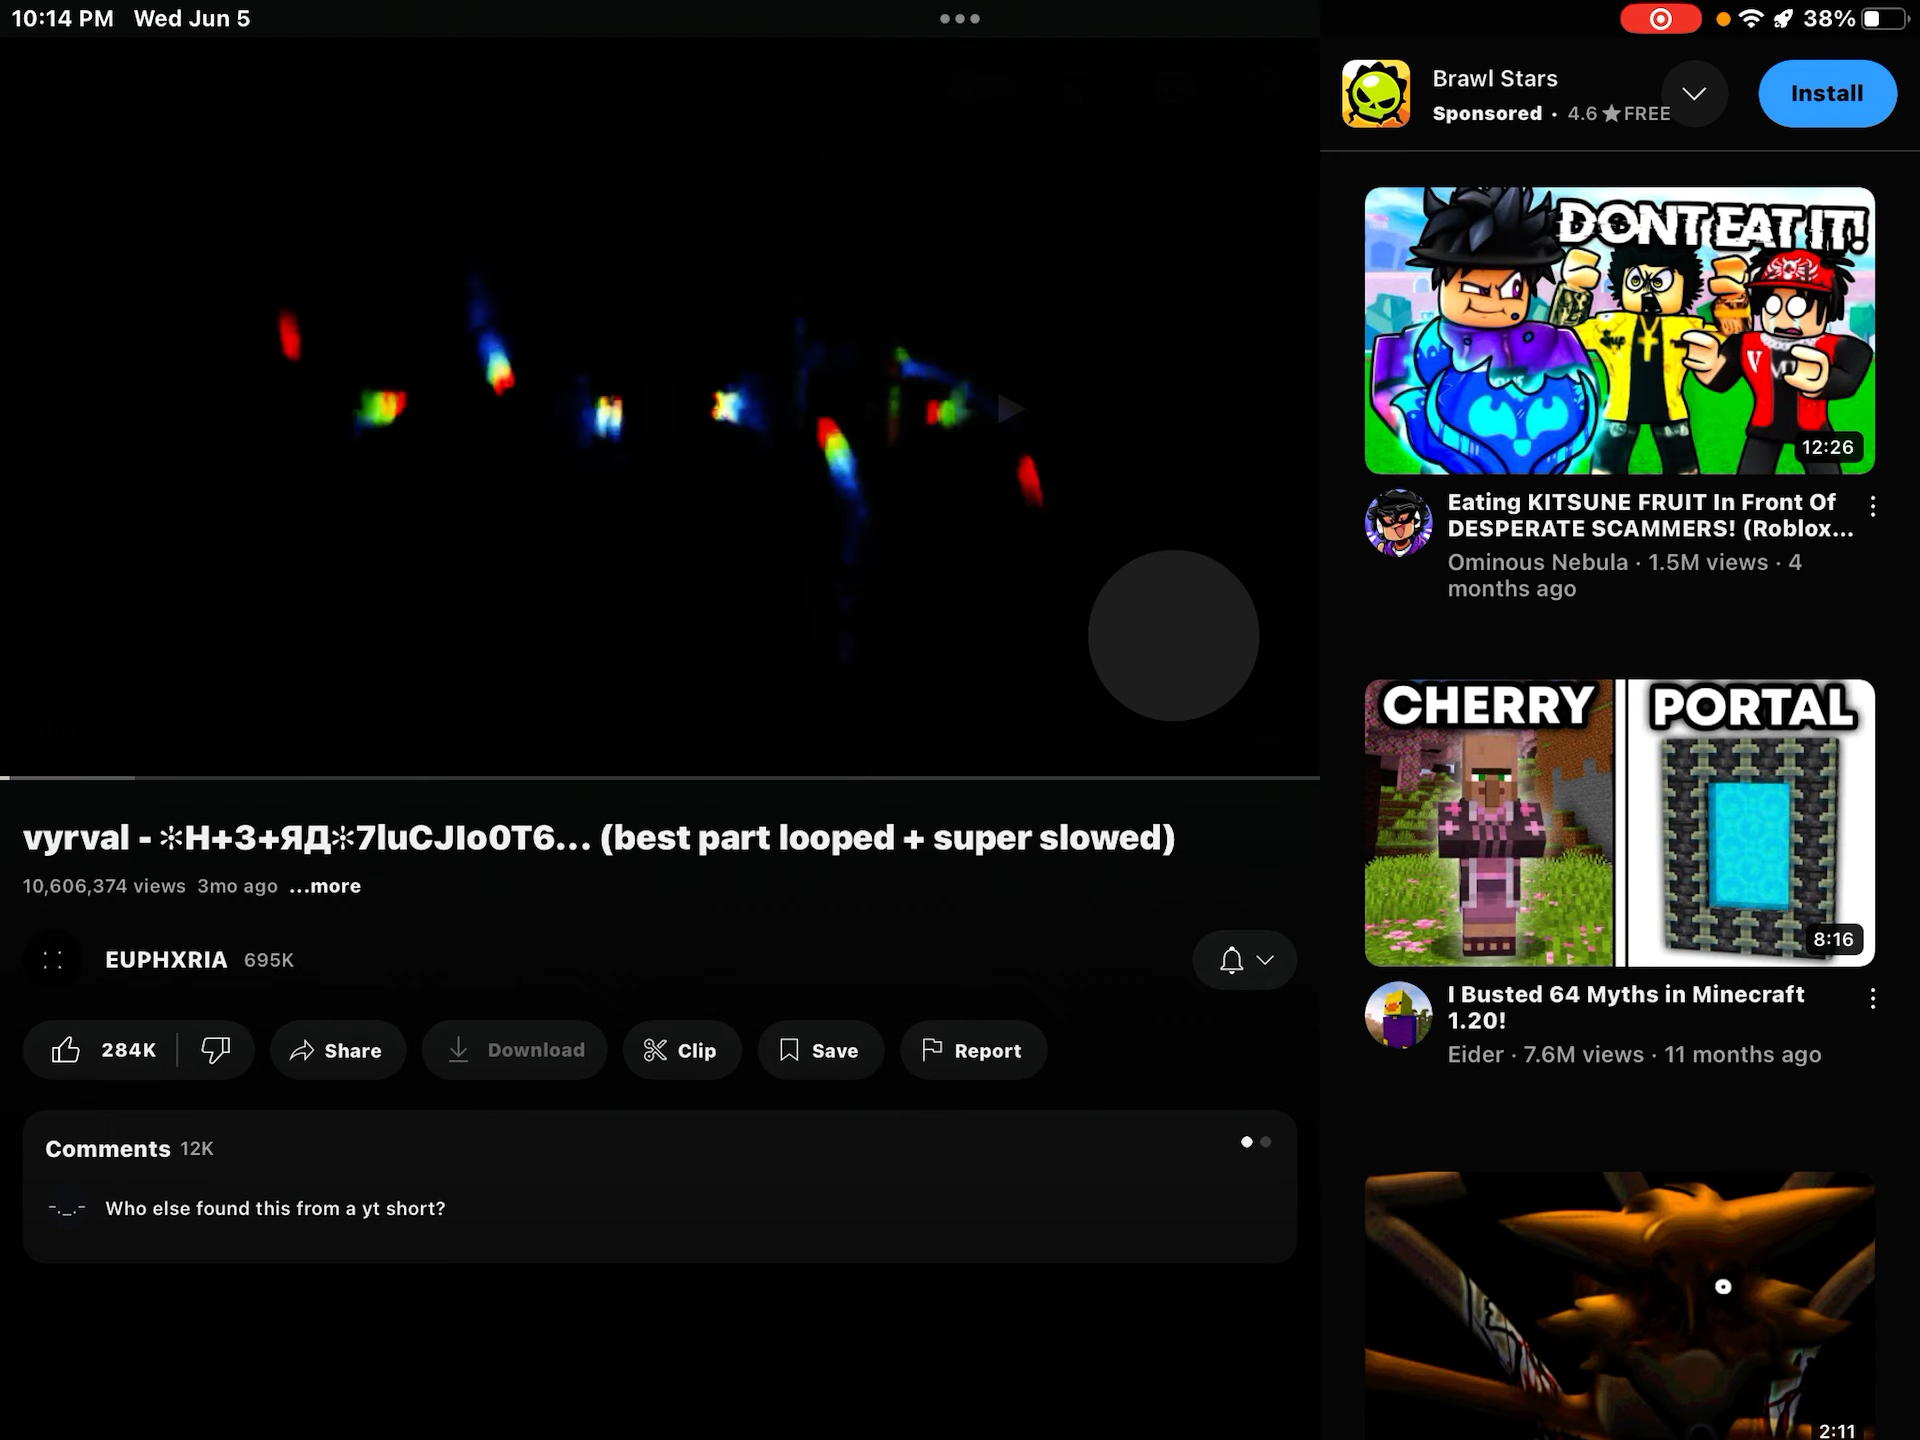 10:14 PM Wed Jun 5
38%
Brawl Stars
Sponsored · 4.6 ★ FREE
Install
DONT EAT IT!
12:26
Eating KITSUNE FRUIT In Front Of
DESPERATE SCAMMERS! (Roblox...
Ominous Nebula · 1.5M views · 4
months ago
CHERRY
PORTAL
8:16
I Busted 64 Myths in Minecraft
1.20!
Eider · 7.6M views · 11 months ago
2:11
vyrval - ✲H+3+ЯД✲7luCJIo0T6... (best part looped + super slowed)
10,606,374 views 3mo ago ...more
EUPHXRIA 695K
284K
Share
Download
Clip
Save
Report
Comments 12K
-._.- Who else found this from a yt short?